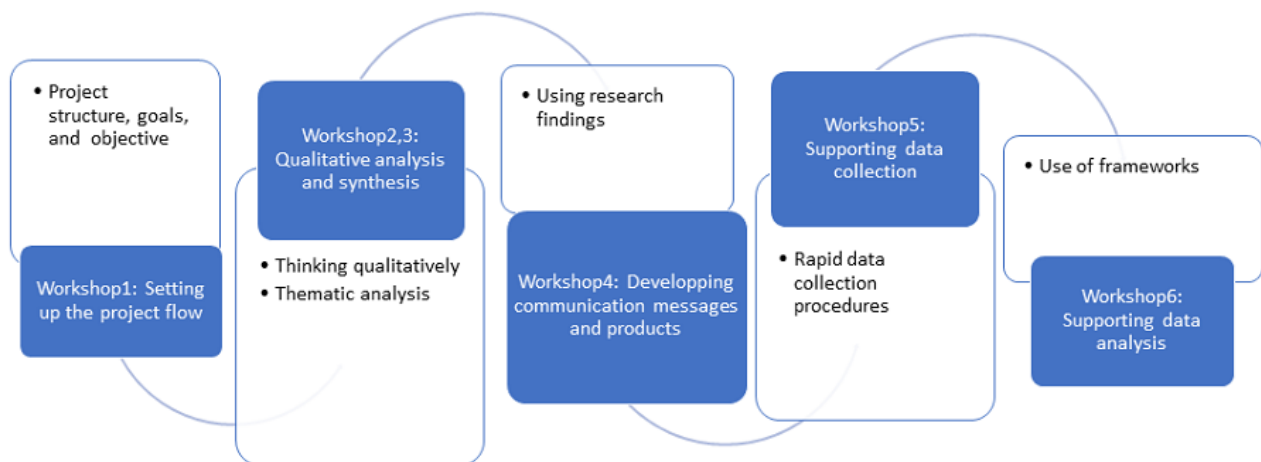 • Project
structure, goals,
and objective
Workshop1: Setting
up the project flow
Workshop2,3:
Qualitative analysis
and synthesis
• Thinking qualitatively
• Thematic analysis
• Using research
findings
Workshop4: Developping
communication messages
and products
Workshop5:
Supporting data
collection
• Rapid data
collection
procedures
• Use of frameworks
Workshop6:
Supporting data
analysis